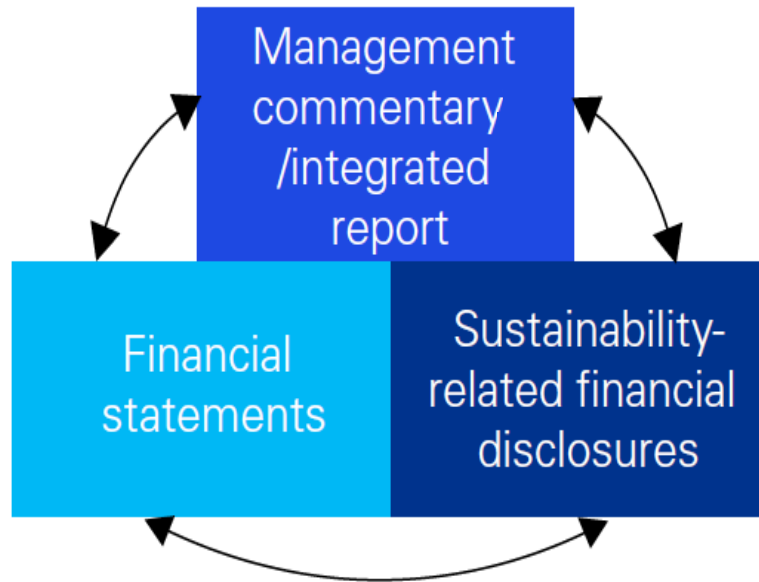 Management
commentary
/integrated
report
Financial
statements
Sustainability-
related financial
disclosures